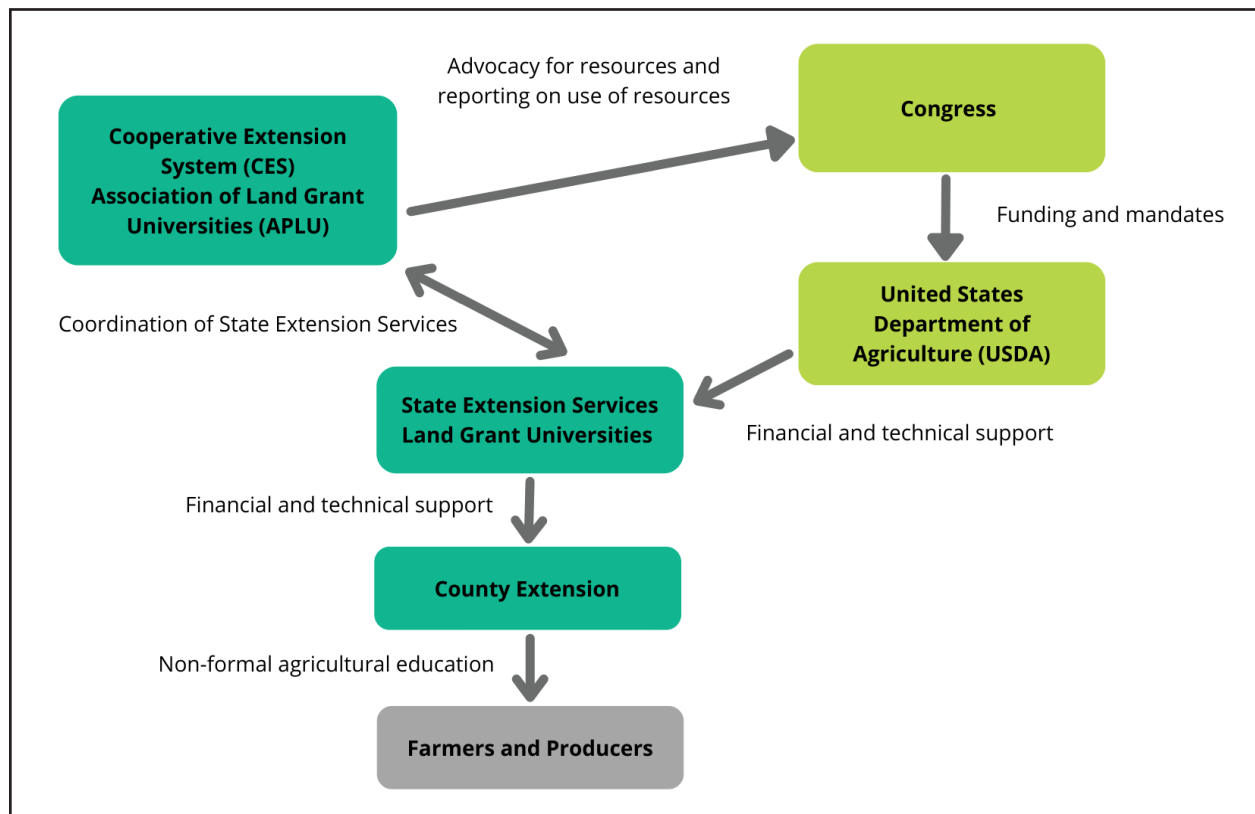 Advocacy for resources and
reporting on use of resources
Cooperative Extension
System (CES)
Association of Land Grant
Universities (APLU)
Congress
Funding and mandates
United States
Department of
Agriculture (USDA)
Coordination of State Extension Services
State Extension Services
Land Grant Universities
Financial and technical support
Financial and technical support
County Extension
Non-formal agricultural education
Farmers and Producers